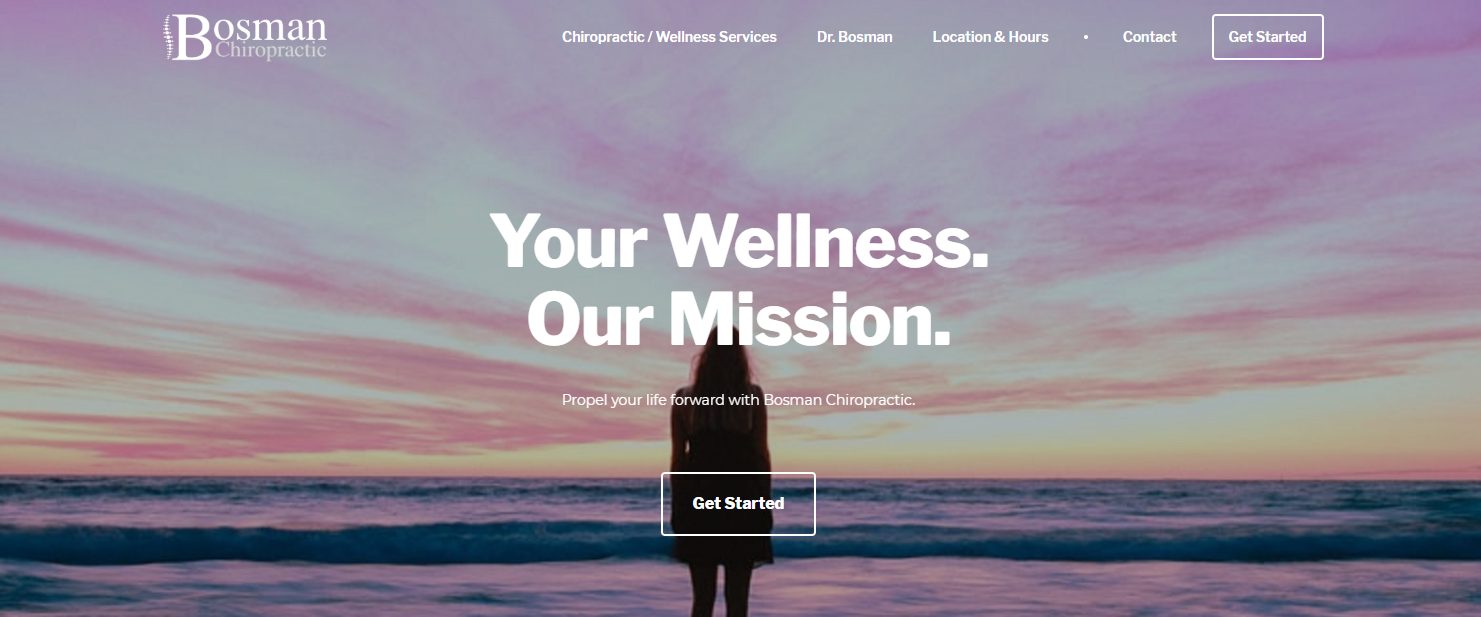 Bosman
Chiropractic
Chiropractic / Wellness Services
Dr. Bosman
Location & Hours
•
Contact
Get Started
Your Wellness.
Our Mission.
Propel your life forward with Bosman Chiropractic.
Get Started